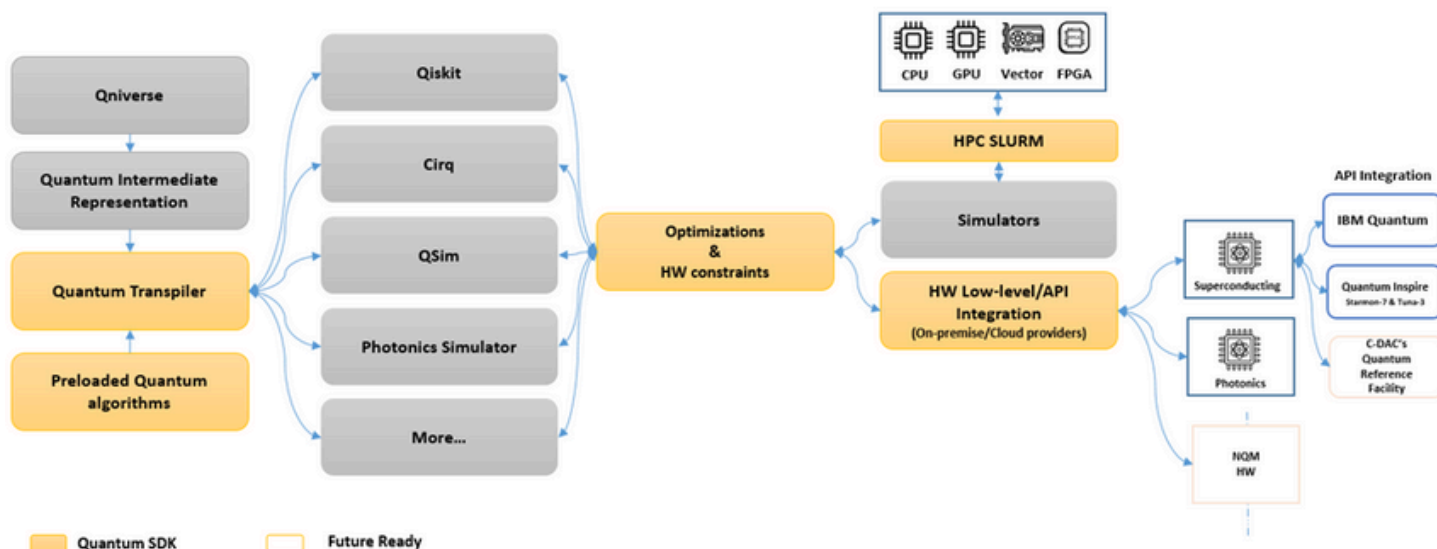 Qniverse
Quantum Intermediate
Representation
Quantum Transpiler
Preloaded Quantum
algorithms
Qiskit
Cirq
QSim
Photonics Simulator
More...
Optimizations
&
HW constraints
CPU GPU Vector FPGA
HPC SLURM
Simulators
HW Low-level/API
Integration
(On-premise/Cloud providers)
Superconducting
Photonics
NQM
HW
API Integration
IBM Quantum
Quantum Inspire
Starmon-7 & Tuna-3
C-DAC's
Quantum
Reference
Facility
Quantum SDK
Future Ready